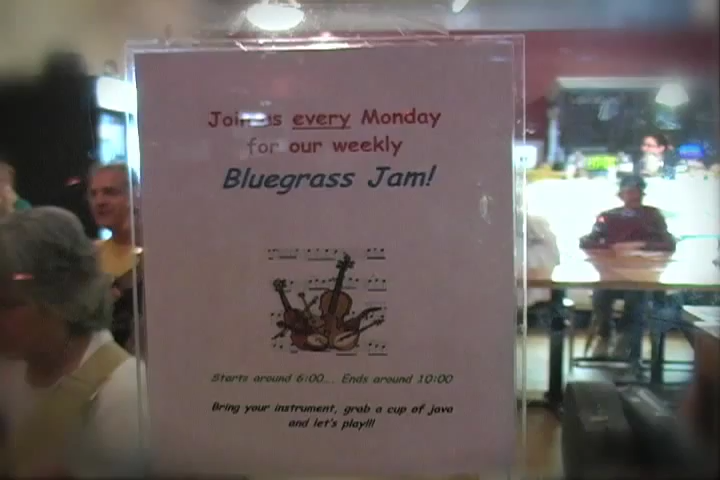 Join us every Monday
for our weekly
Bluegrass Jam!
Starts around 6:00... Ends around 10:00
Bring your instrument, grab a cup of java
and let's play!!!